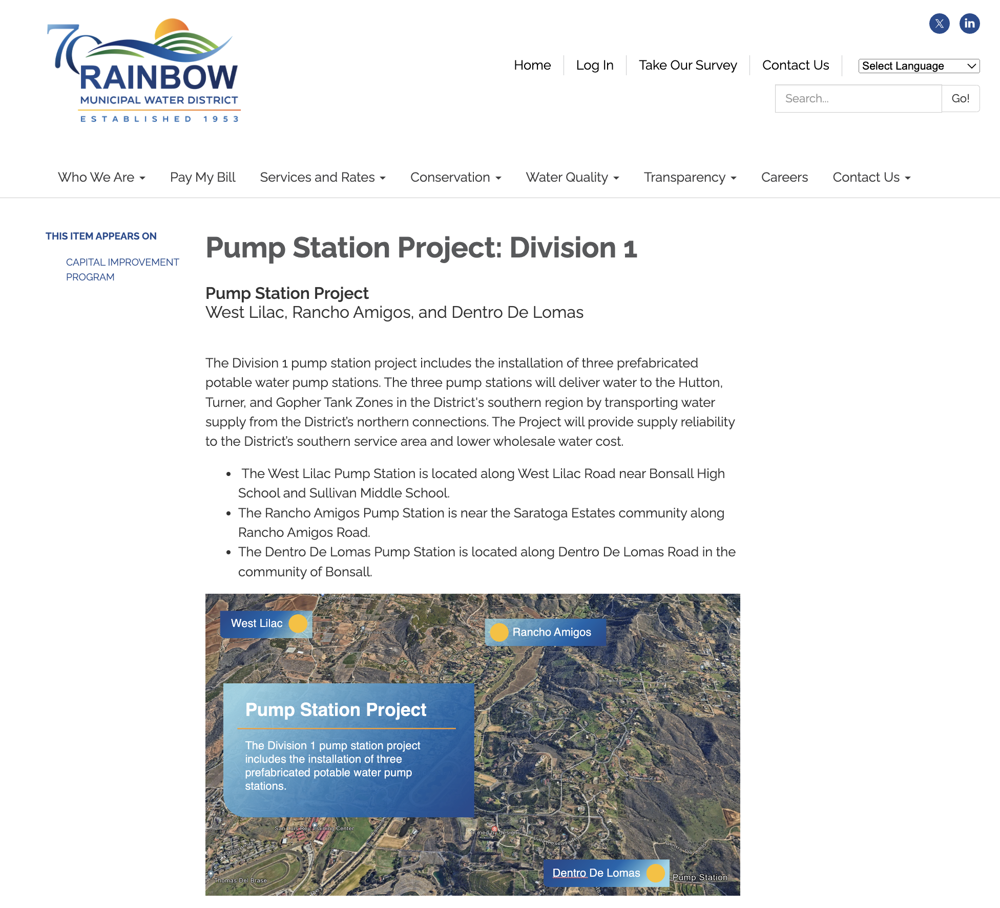 70
RAINBOW
MUNICIPAL WATER DISTRICT
ESTABLISHED 1953
Home
Log In
Take Our Survey
Contact Us
Select Language
Search...
Go!
Who We Are
Pay My Bill
Services and Rates
Conservation
Water Quality
Transparency
Careers
Contact Us
THIS ITEM APPEARS ON
CAPITAL IMPROVEMENT
PROGRAM
Pump Station Project: Division 1
Pump Station Project
West Lilac, Rancho Amigos, and Dentro De Lomas
The Division 1 pump station project includes the installation of three prefabricated
potable water pump stations. The three pump stations will deliver water to the Hutton,
Turner, and Gopher Tank Zones in the District's southern region by transporting water
supply from the District’s northern connections. The Project will provide supply reliability
to the District’s southern service area and lower wholesale water cost.
• The West Lilac Pump Station is located along West Lilac Road near Bonsall High
School and Sullivan Middle School.
• The Rancho Amigos Pump Station is near the Saratoga Estates community along
Rancho Amigos Road.
• The Dentro De Lomas Pump Station is located along Dentro De Lomas Road in the
community of Bonsall.
West Lilac
Rancho Amigos
Rawhide Ranch
Pump Station Project
The Division 1 pump station project
includes the installation of three
prefabricated potable water pump
stations.
San Luis Rey Training Center
med by design
Villa Toscana Rd
Dentro De Lomas
Via Larga Vista
Thomas Del Brase
Rey
Dentro De Lomas
Pump Station